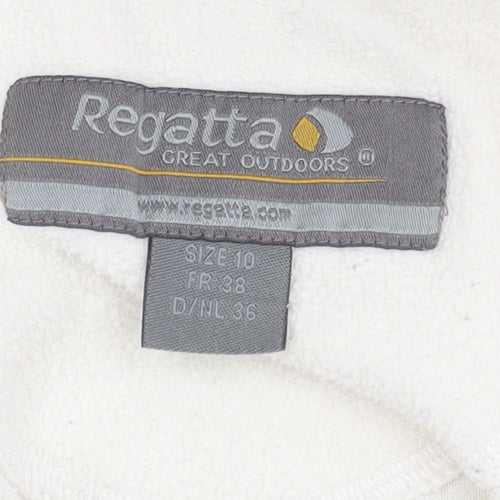 Regatta
GREAT OUTDOORS
www.regatta.com
SIZE 10
FR 38
D/NL 36